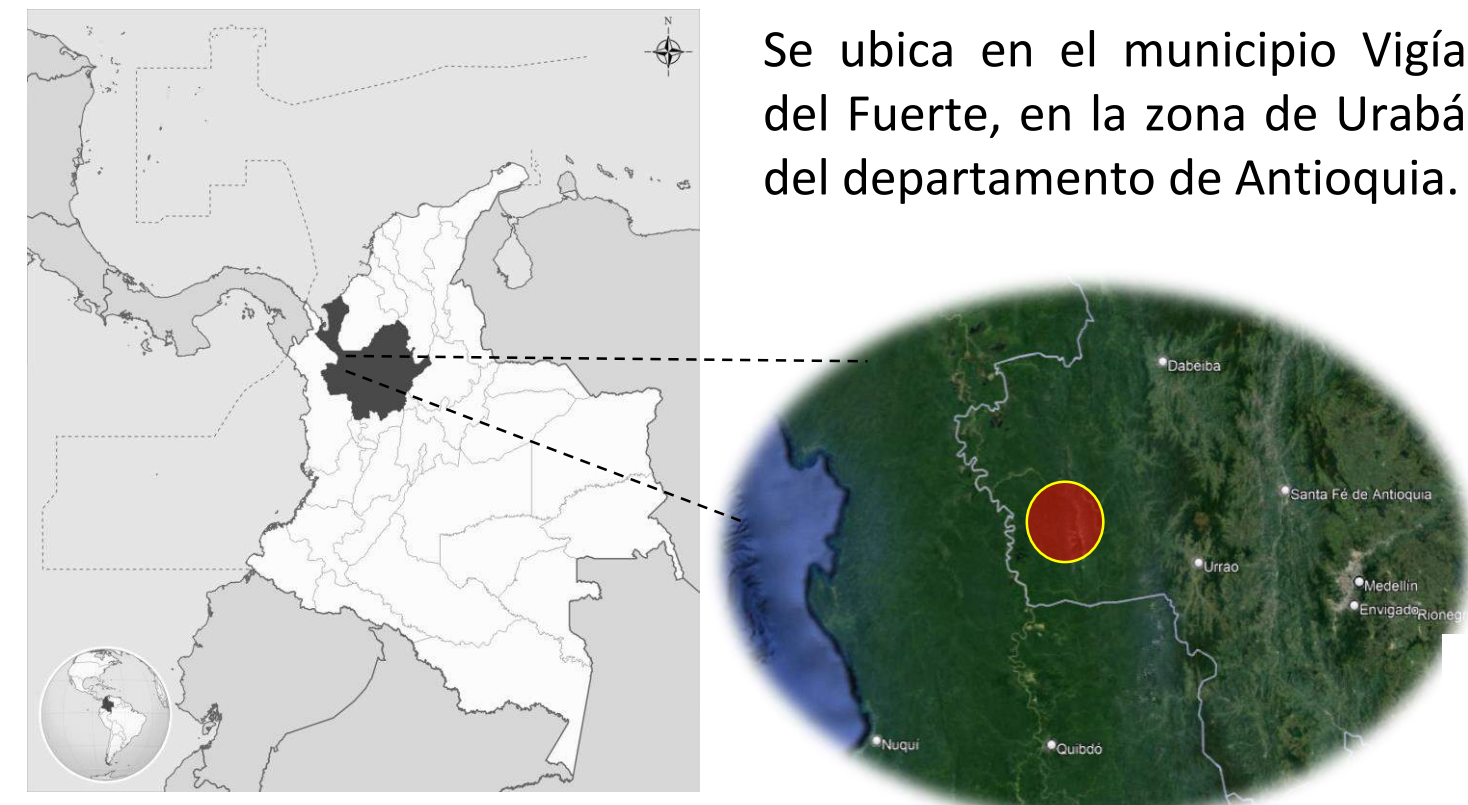 N
Se ubica en el municipio Vigía
del Fuerte, en la zona de Urabá
del departamento de Antioquia.
Dabeiba
Santa Fé de Antioquia
Urrao
Medellín
Envigado
Rionegr
Nuquí
Quibdó